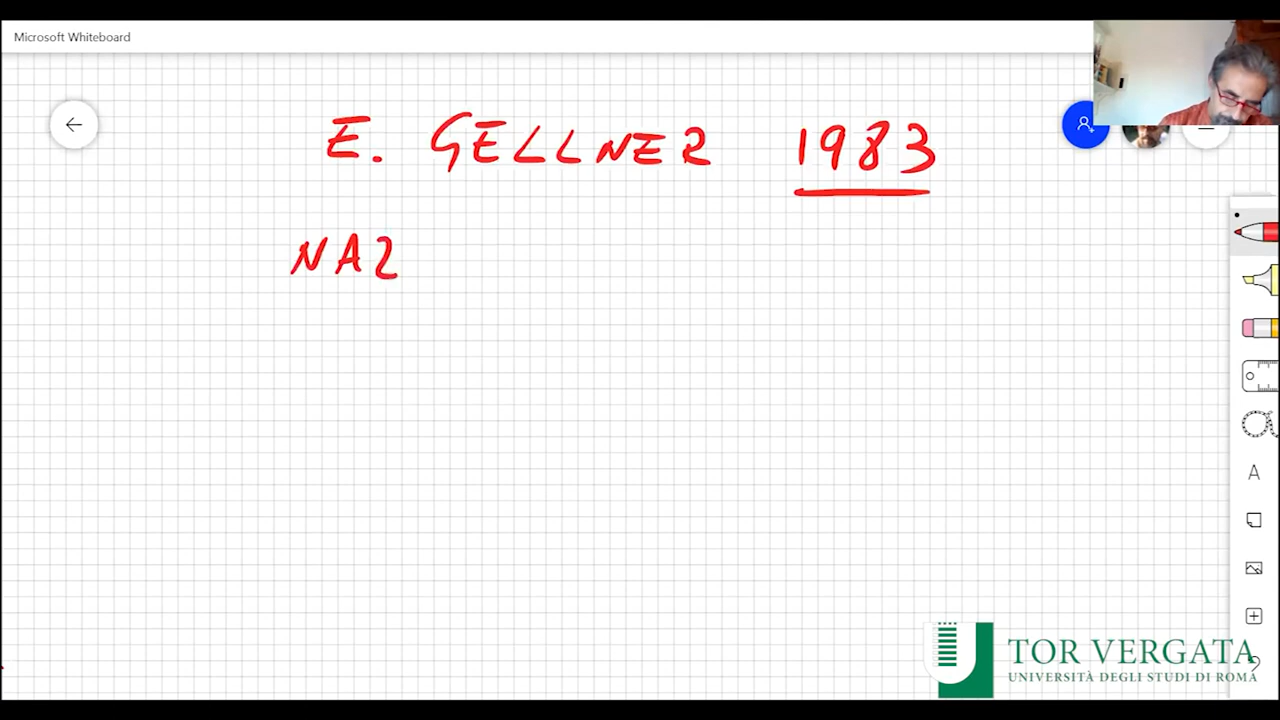 Microsoft Whiteboard
E. GELLNER 1983
NAZ
A
TOR VERGATA
UNIVERSITÀ DEGLI STUDI DI ROMA